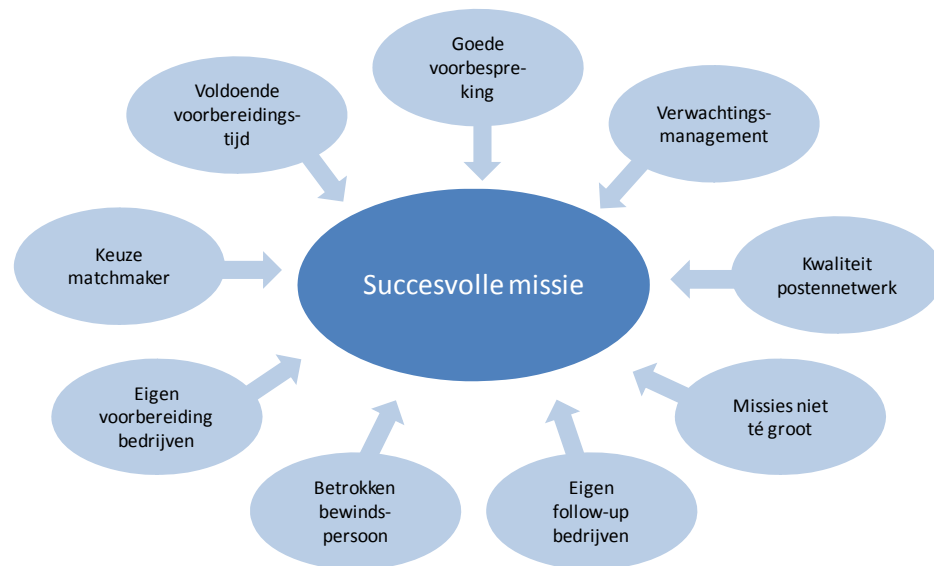 Goede
voorbespre-
king
Voldoende
voorbereidings-
tijd
Verwachtings-
management
Keuze
matchmaker
Succesvolle missie
Kwaliteit
postennetwerk
Eigen
voorbereiding
bedrijven
Missies niet
té groot
Betrokken
bewinds-
persoon
Eigen
follow-up
bedrijven